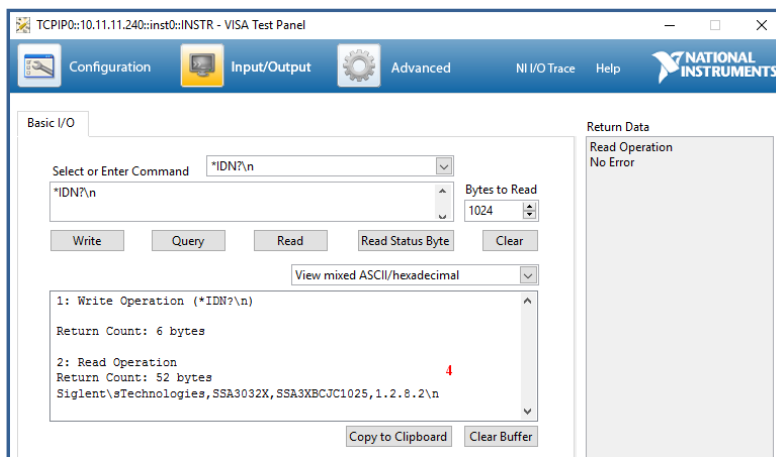 TCPIP0::10.11.11.240::inst0::INSTR - VISA Test Panel
Configuration Input/Output Advanced NI I/O Trace Help NATIONAL INSTRUMENTS
Basic I/O
Return Data
Read Operation
No Error
Select or Enter Command *IDN?\n
*IDN?\n
Bytes to Read
1024
Write Query Read Read Status Byte Clear
View mixed ASCII/hexadecimal
1: Write Operation (*IDN?\n)
Return Count: 6 bytes
2: Read Operation
Return Count: 52 bytes
4
Siglent\sTechnologies,SSA3032X,SSA3XBCJC1025,1.2.8.2\n
Copy to Clipboard Clear Buffer